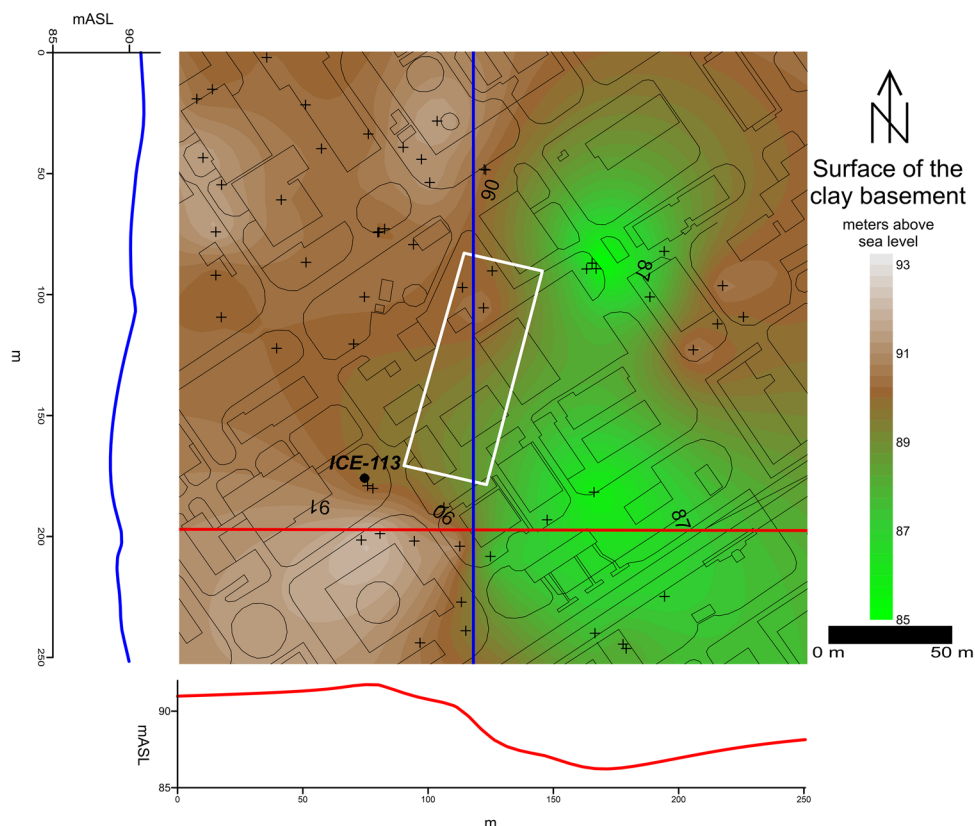 mASL
85
90
0
50
100
150
200
250
m
90
87
ICE-113
91
90
87
N
Surface of the
clay basement
meters above
sea level
93
91
89
87
85
0 m 50 m
90
85
mASL
0 50 100 150 200 250
m